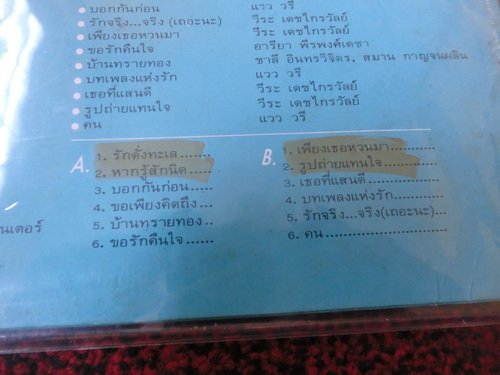 บอกกันก่อน แวว วรี
รักจริง...จริง (เถอะนะ) วีระ เดชไกรวัลย์
เพียงเธอหวนมา วีระ เดชไกรวัลย์
ขอรักคืนใจ อารียา พีรพงศ์เดชา
บ้านทรายทอง ชาลี อินทรวิจิตร, สมาน กาญจนผลิน
บทเพลงแห่งรัก แวว วรี
เธอที่แสนดี วีระ เดชไกรวัลย์
รูปถ่ายแทนใจ วีระ เดชไกรวัลย์
คน แวว วรี
A.
1. รักดั่งทะเล.......
2. หากรู้สักนิด.....
3. บอกกันก่อน.....
4. ขอเพียงคิดถึง...
5. บ้านทรายทอง..
6. ขอรักคืนใจ......
B.
1. เพียงเธอหวนมา......
2. รูปถ่ายแทนใจ......
3. เธอที่แสนดี.........
4. บทเพลงแห่งรัก......
5. รักจริง...จริง(เถอะนะ)...
6. คน..................
นเตอร์